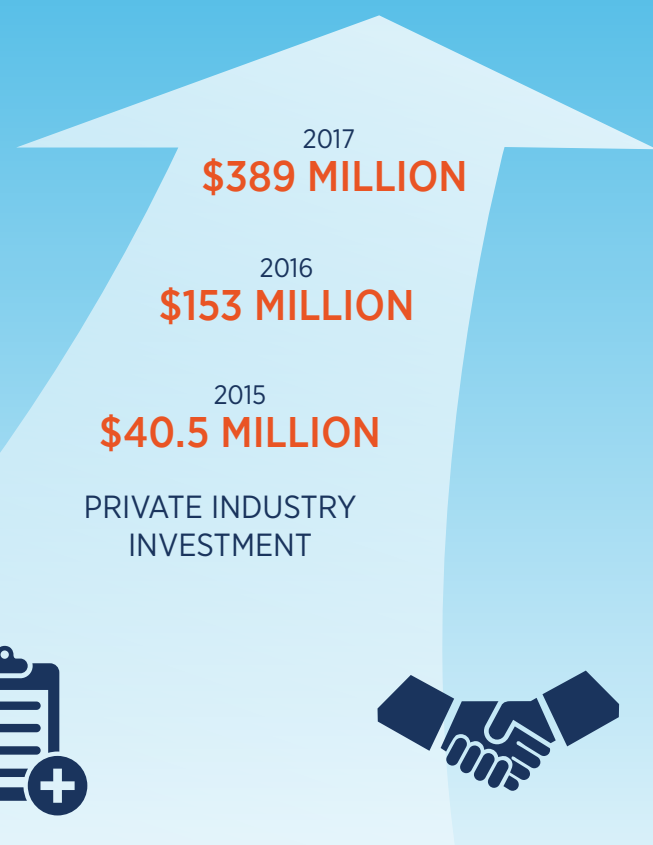 2017
$389 MILLION
2016
$153 MILLION
2015
$40.5 MILLION
PRIVATE INDUSTRY
INVESTMENT